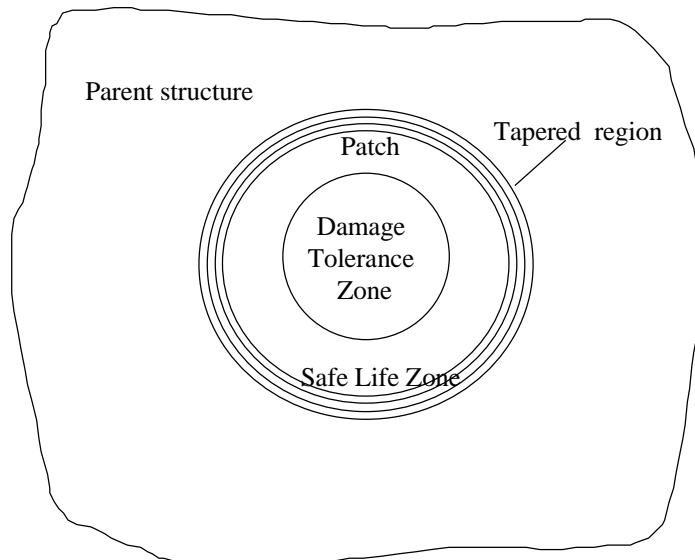 Parent structure
Tapered region
Patch
Damage
Tolerance
Zone
Safe Life Zone